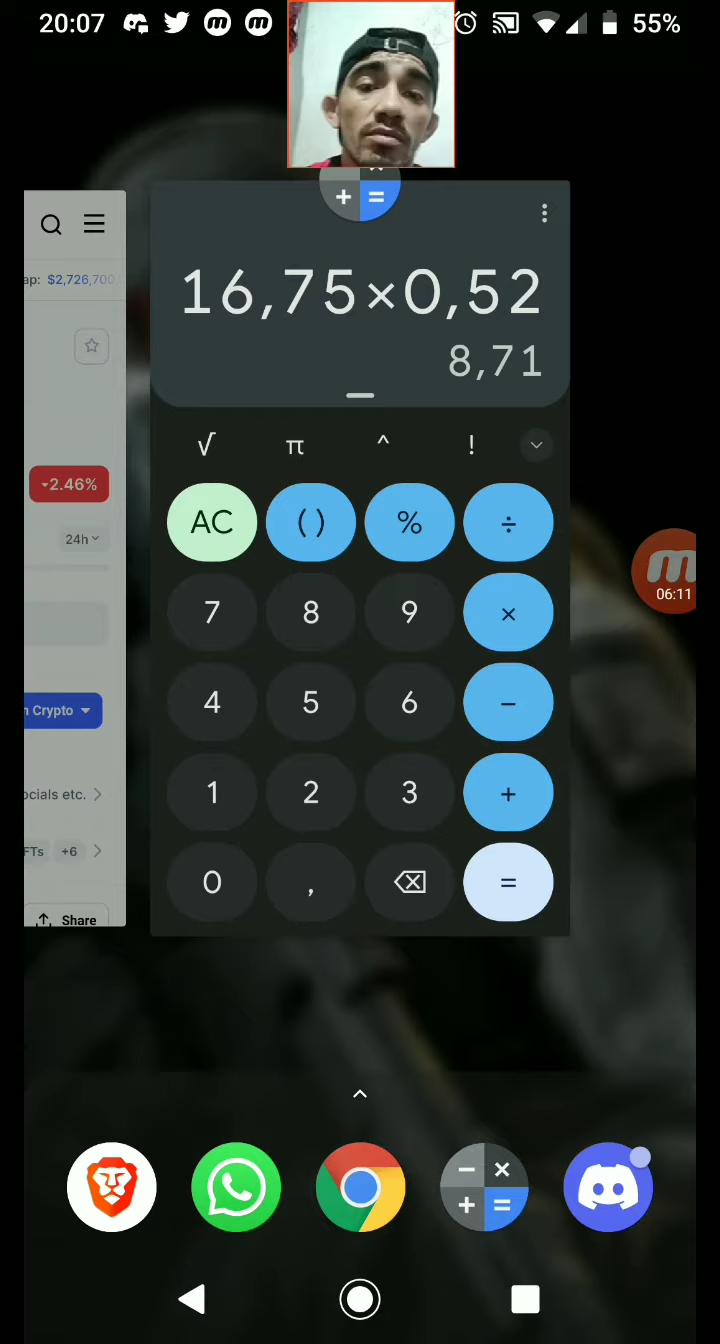 20:07
55%
ap: $2,726,700
16,75×0,52
8,71
√ π ^ !
2.46%
AC () % ÷
24h
7 8 9 ×
06:11
4 5 6 −
n Crypto
1 2 3 +
ocials etc.
FTs +6
0 , =
Share